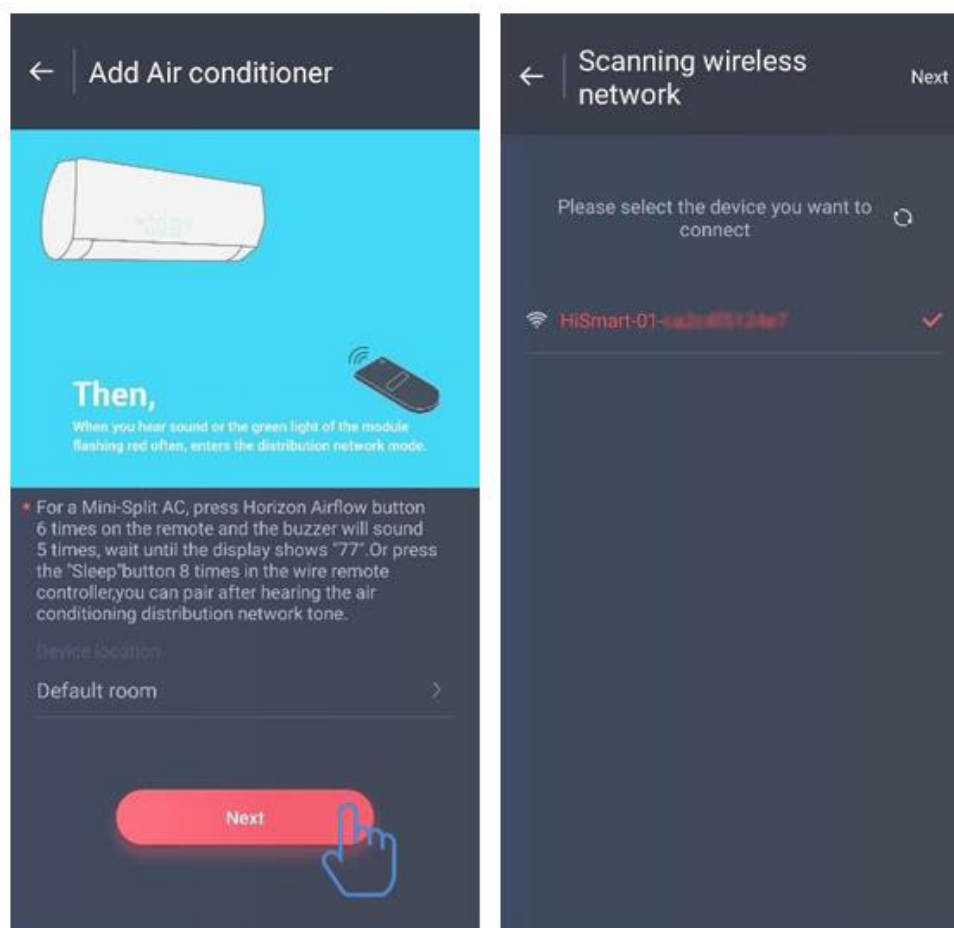 Add Air conditioner
Then,
When you hear sound or the green light of the module
flashing red often, enters the distribution network mode.
* For a Mini-Split AC, press Horizon Airflow button
6 times on the remote and the buzzer will sound
5 times, wait until the display shows "77".Or press
the "Sleep"button 8 times in the wire remote
controller,you can pair after hearing the air
conditioning distribution network tone.
Device location
Default room
Next
Scanning wireless
network
Next
Please select the device you want to
connect
HiSmart-01-